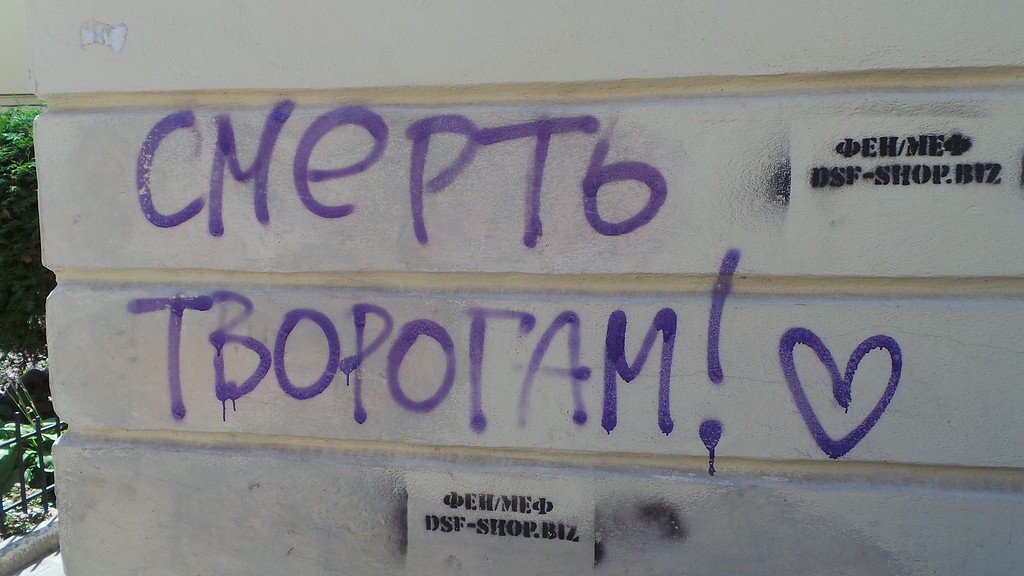 смерть
ФЕН/МЕФ
DSF-SHOP.BIZ
ТВОРОГАМ!
ФЕН/МЕФ
DSF-SHOP.BIZ